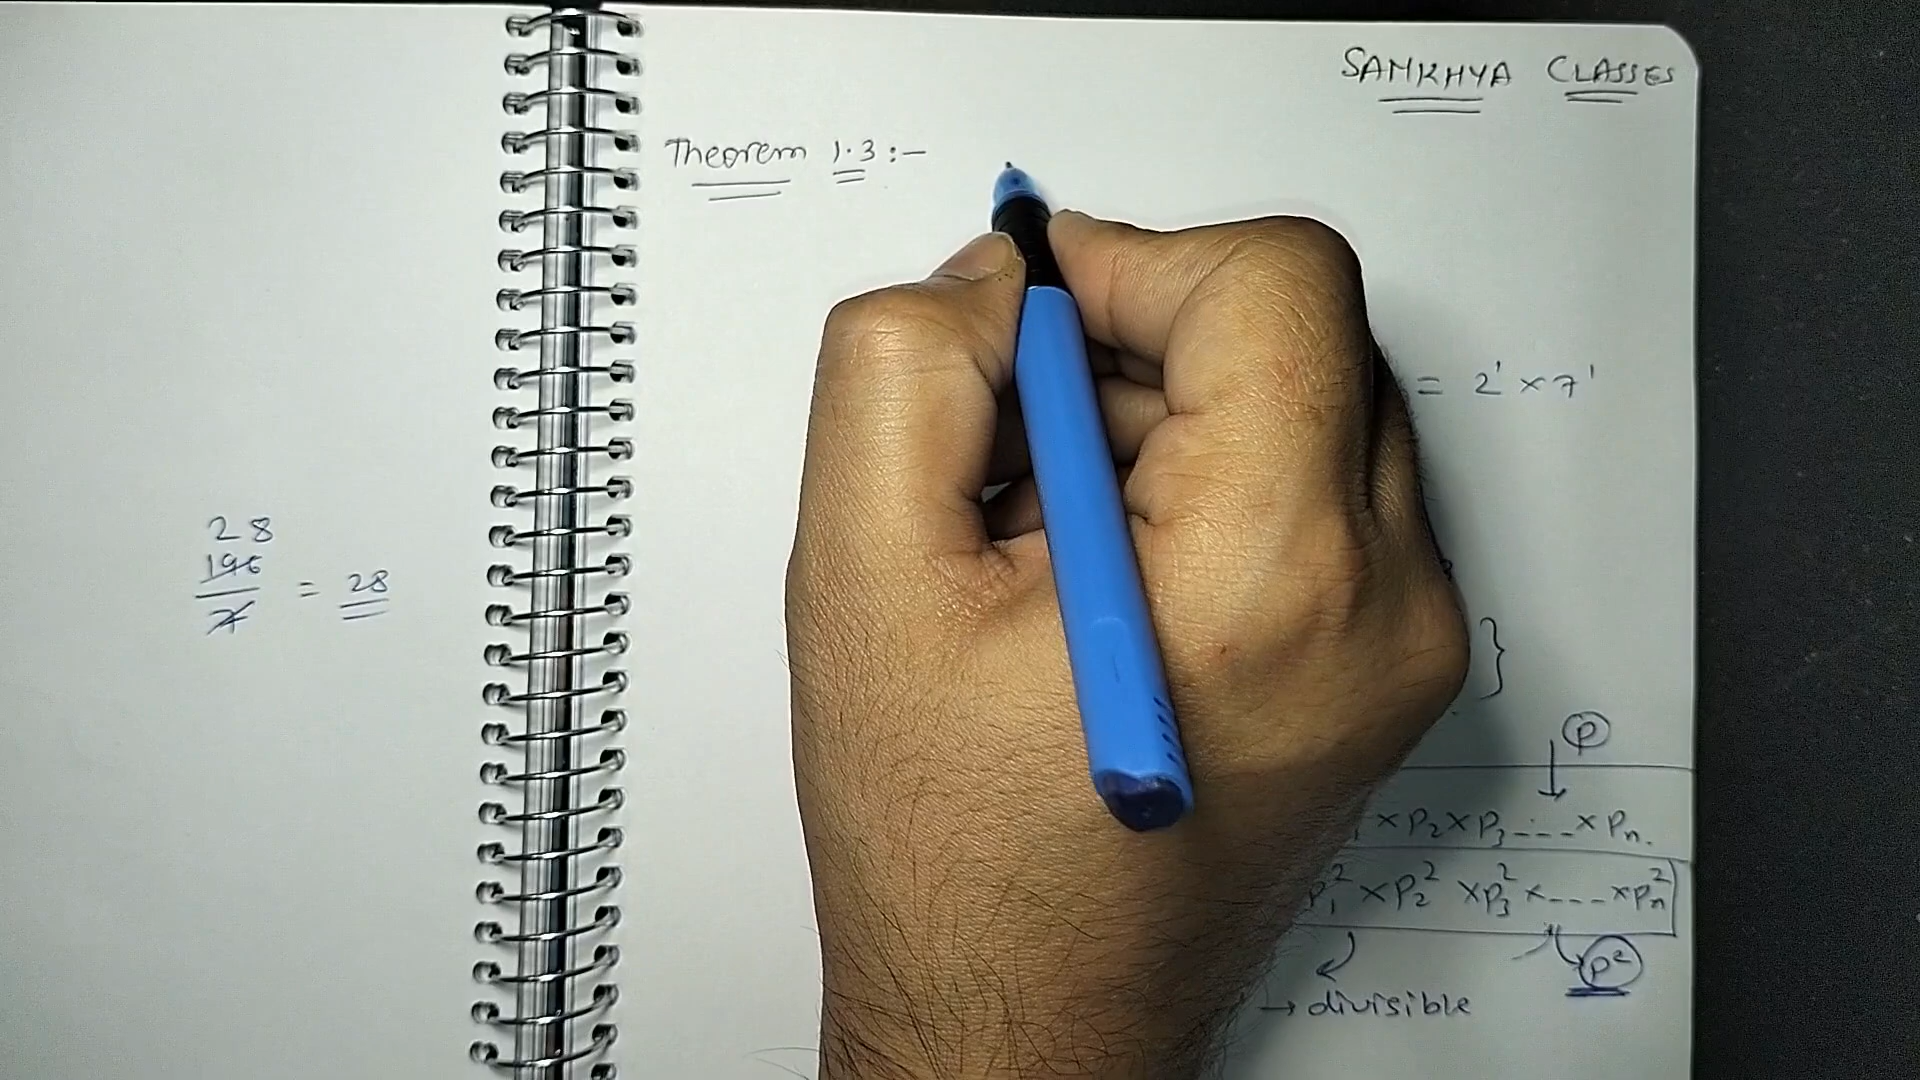 SAMKHYA CLASSES
Theorem 1.3 :-
= 2¹ × 7¹
28
196
7
= 28
}
p
× p₂ × p₃ ---- × pₙ.
p₁² × p₂² × p₃² × ---- × pₙ²
p²
→ divisible